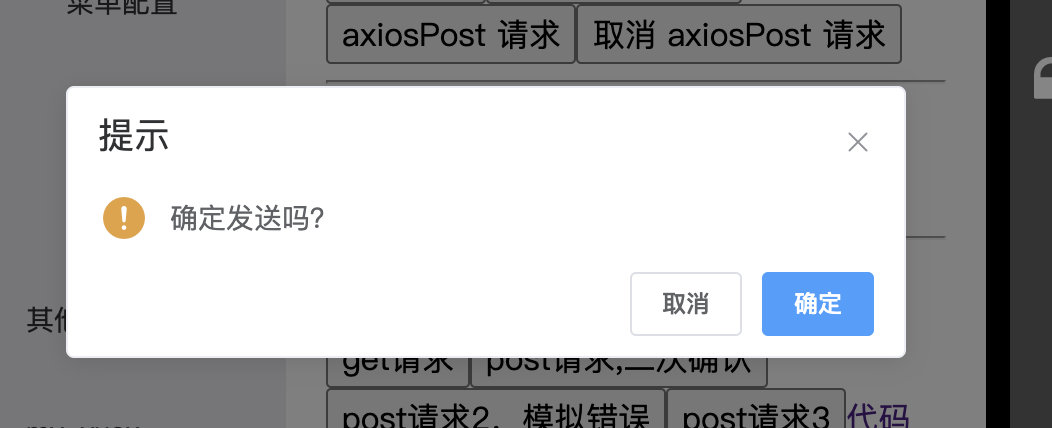 菜单配置
axiosPost 请求 取消 axiosPost 请求
提示
确定发送吗?
取消 确定
其他
get请求 post请求,二次确认
post请求2，模拟错误 post请求3 代码